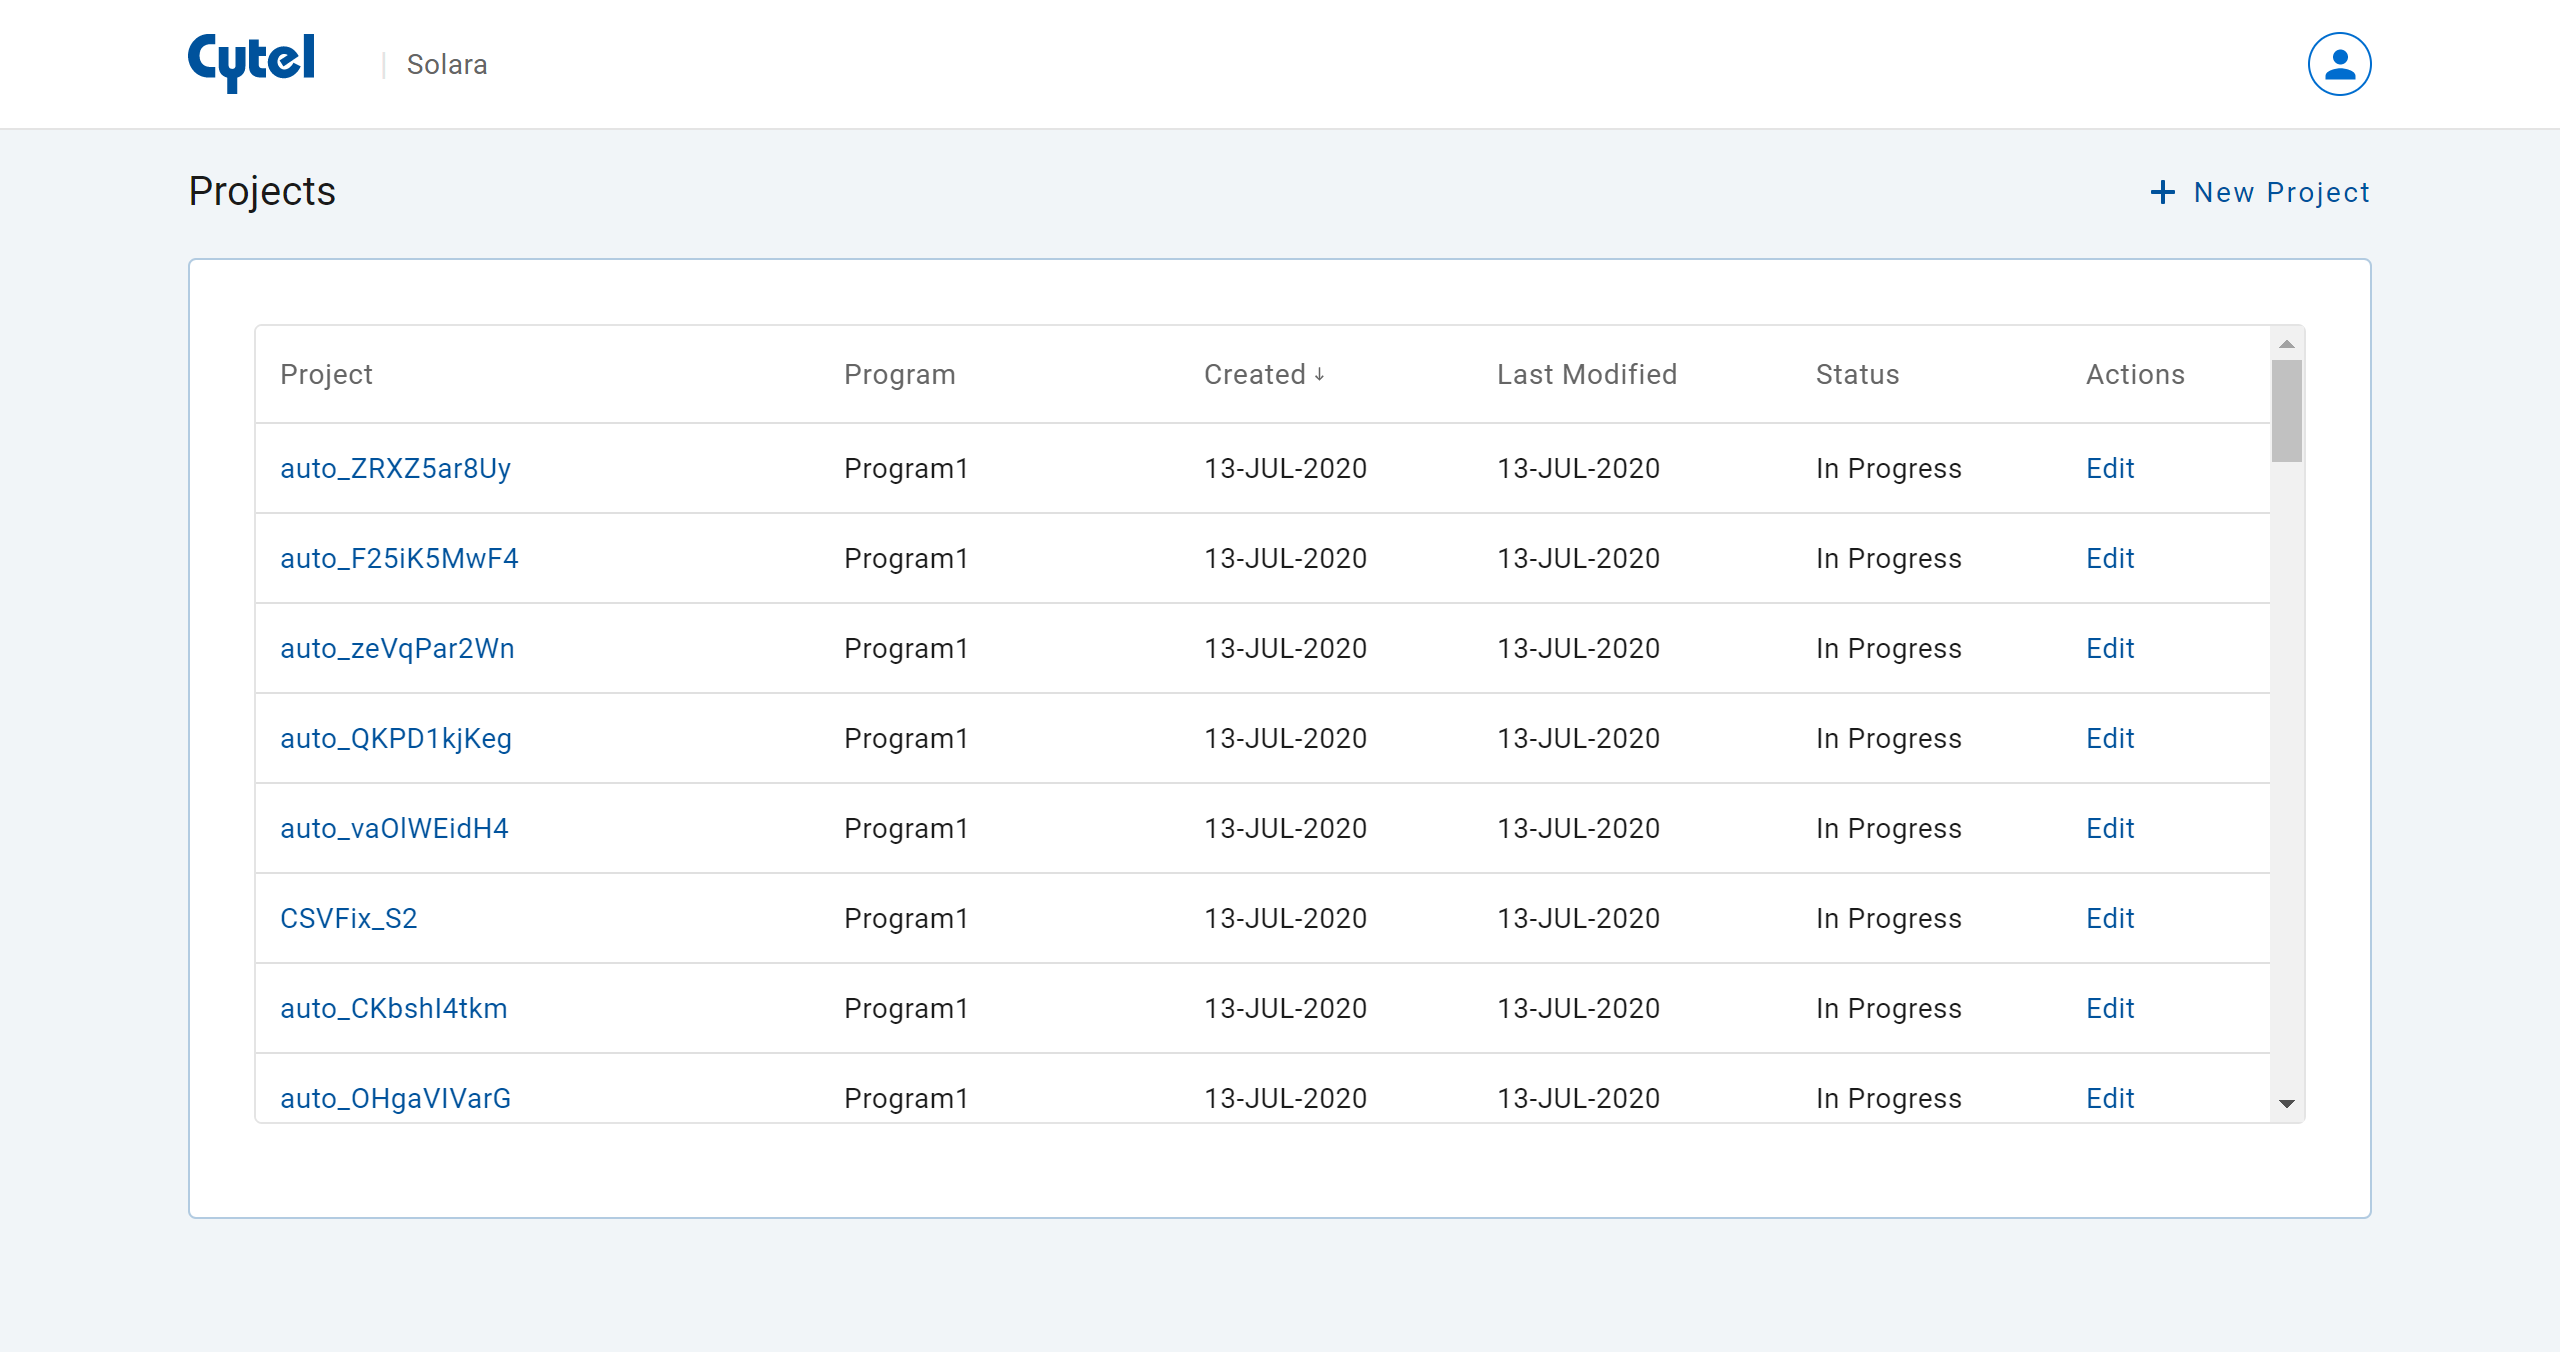 Cytel | Solara
Projects + New Project
Project Program Created ↓ Last Modified Status Actions
auto_ZRXZ5ar8Uy Program1 13-JUL-2020 13-JUL-2020 In Progress Edit
auto_F25iK5MwF4 Program1 13-JUL-2020 13-JUL-2020 In Progress Edit
auto_zeVqPar2Wn Program1 13-JUL-2020 13-JUL-2020 In Progress Edit
auto_QKPD1kjKeg Program1 13-JUL-2020 13-JUL-2020 In Progress Edit
auto_vaOlWEidH4 Program1 13-JUL-2020 13-JUL-2020 In Progress Edit
CSVFix_S2 Program1 13-JUL-2020 13-JUL-2020 In Progress Edit
auto_CKbshI4tkm Program1 13-JUL-2020 13-JUL-2020 In Progress Edit
auto_OHgaVIVarG Program1 13-JUL-2020 13-JUL-2020 In Progress Edit